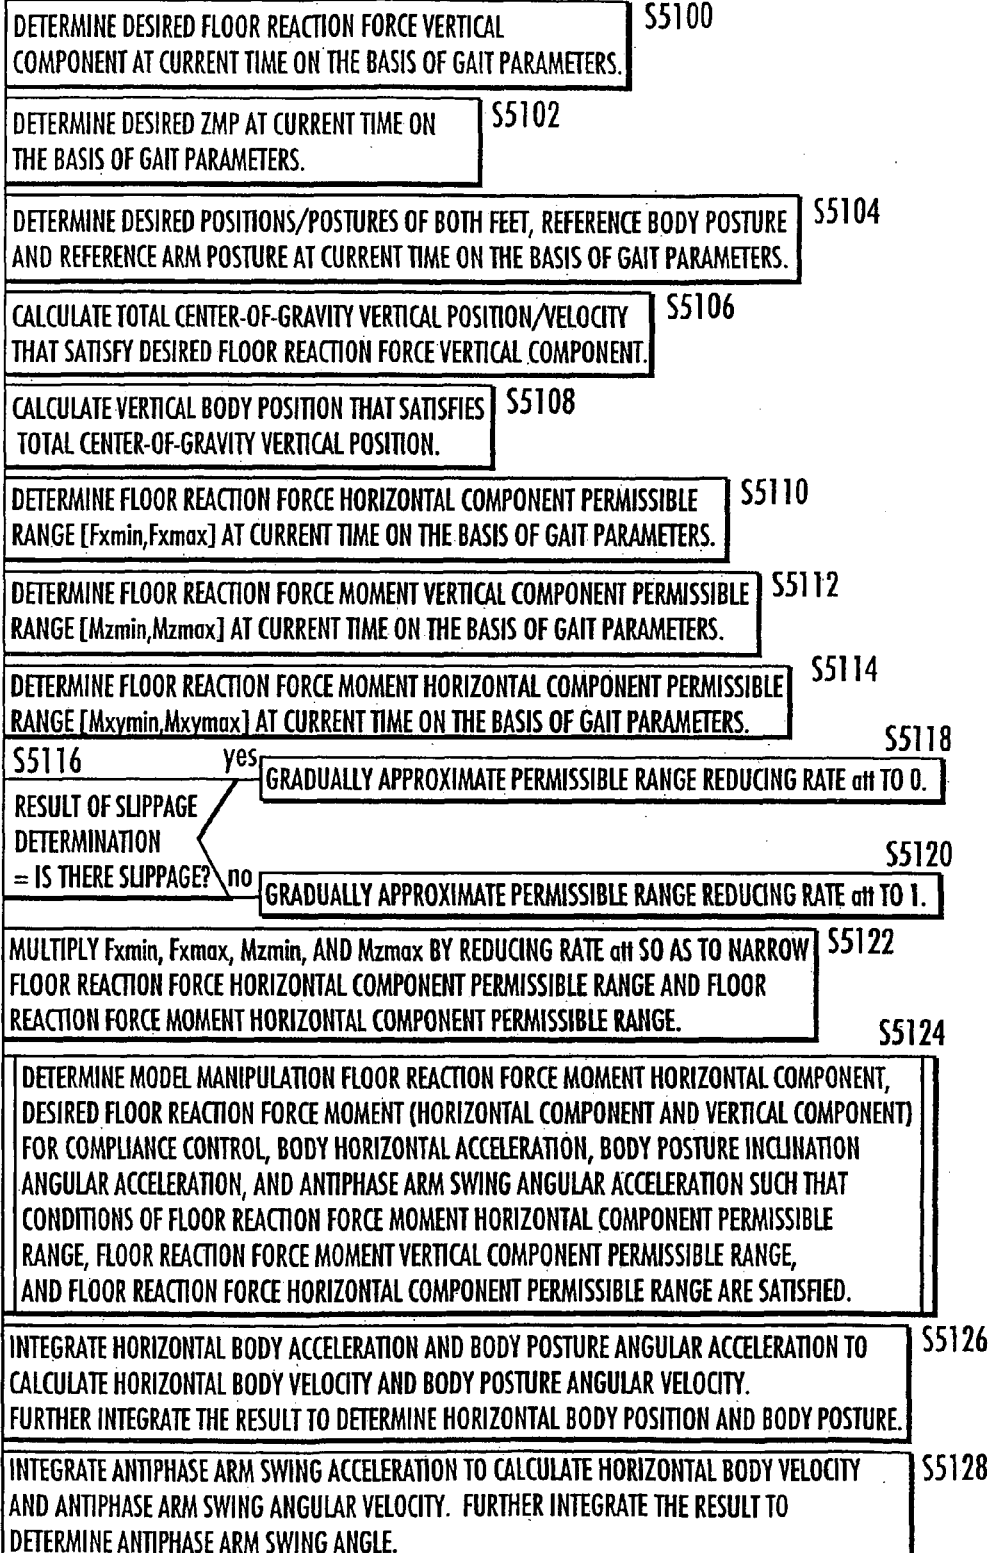 DETERMINE DESIRED FLOOR REACTION FORCE VERTICAL
COMPONENT AT CURRENT TIME ON THE BASIS OF GAIT PARAMETERS.
S5100
DETERMINE DESIRED ZMP AT CURRENT TIME ON
THE BASIS OF GAIT PARAMETERS.
S5102
DETERMINE DESIRED POSITIONS/POSTURES OF BOTH FEET, REFERENCE BODY POSTURE
AND REFERENCE ARM POSTURE AT CURRENT TIME ON THE BASIS OF GAIT PARAMETERS.
S5104
CALCULATE TOTAL CENTER-OF-GRAVITY VERTICAL POSITION/VELOCITY
THAT SATISFY DESIRED FLOOR REACTION FORCE VERTICAL COMPONENT.
S5106
CALCULATE VERTICAL BODY POSITION THAT SATISFIES
TOTAL CENTER-OF-GRAVITY VERTICAL POSITION.
S5108
DETERMINE FLOOR REACTION FORCE HORIZONTAL COMPONENT PERMISSIBLE
RANGE [Fxmin,Fxmax] AT CURRENT TIME ON THE BASIS OF GAIT PARAMETERS.
S5110
DETERMINE FLOOR REACTION FORCE MOMENT VERTICAL COMPONENT PERMISSIBLE
RANGE [Mzmin,Mzmax] AT CURRENT TIME ON THE BASIS OF GAIT PARAMETERS.
S5112
DETERMINE FLOOR REACTION FORCE MOMENT HORIZONTAL COMPONENT PERMISSIBLE
RANGE [Mxymin,Mxymax] AT CURRENT TIME ON THE BASIS OF GAIT PARAMETERS.
S5114
S5116
RESULT OF SLIPPAGE
DETERMINATION
= IS THERE SLIPPAGE?
yes
S5118
GRADUALLY APPROXIMATE PERMISSIBLE RANGE REDUCING RATE att TO 0.
no
S5120
GRADUALLY APPROXIMATE PERMISSIBLE RANGE REDUCING RATE att TO 1.
MULTIPLY Fxmin, Fxmax, Mzmin, AND Mzmax BY REDUCING RATE att SO AS TO NARROW
FLOOR REACTION FORCE HORIZONTAL COMPONENT PERMISSIBLE RANGE AND FLOOR
REACTION FORCE MOMENT HORIZONTAL COMPONENT PERMISSIBLE RANGE.
S5122
S5124
DETERMINE MODEL MANIPULATION FLOOR REACTION FORCE MOMENT HORIZONTAL COMPONENT,
DESIRED FLOOR REACTION FORCE MOMENT (HORIZONTAL COMPONENT AND VERTICAL COMPONENT)
FOR COMPLIANCE CONTROL, BODY HORIZONTAL ACCELERATION, BODY POSTURE INCLINATION
ANGULAR ACCELERATION, AND ANTIPHASE ARM SWING ANGULAR ACCELERATION SUCH THAT
CONDITIONS OF FLOOR REACTION FORCE MOMENT HORIZONTAL COMPONENT PERMISSIBLE
RANGE, FLOOR REACTION FORCE MOMENT VERTICAL COMPONENT PERMISSIBLE RANGE,
AND FLOOR REACTION FORCE HORIZONTAL COMPONENT PERMISSIBLE RANGE ARE SATISFIED.
INTEGRATE HORIZONTAL BODY ACCELERATION AND BODY POSTURE ANGULAR ACCELERATION TO
CALCULATE HORIZONTAL BODY VELOCITY AND BODY POSTURE ANGULAR VELOCITY.
FURTHER INTEGRATE THE RESULT TO DETERMINE HORIZONTAL BODY POSITION AND BODY POSTURE.
S5126
INTEGRATE ANTIPHASE ARM SWING ACCELERATION TO CALCULATE HORIZONTAL BODY VELOCITY
AND ANTIPHASE ARM SWING ANGULAR VELOCITY. FURTHER INTEGRATE THE RESULT TO
DETERMINE ANTIPHASE ARM SWING ANGLE.
S5128